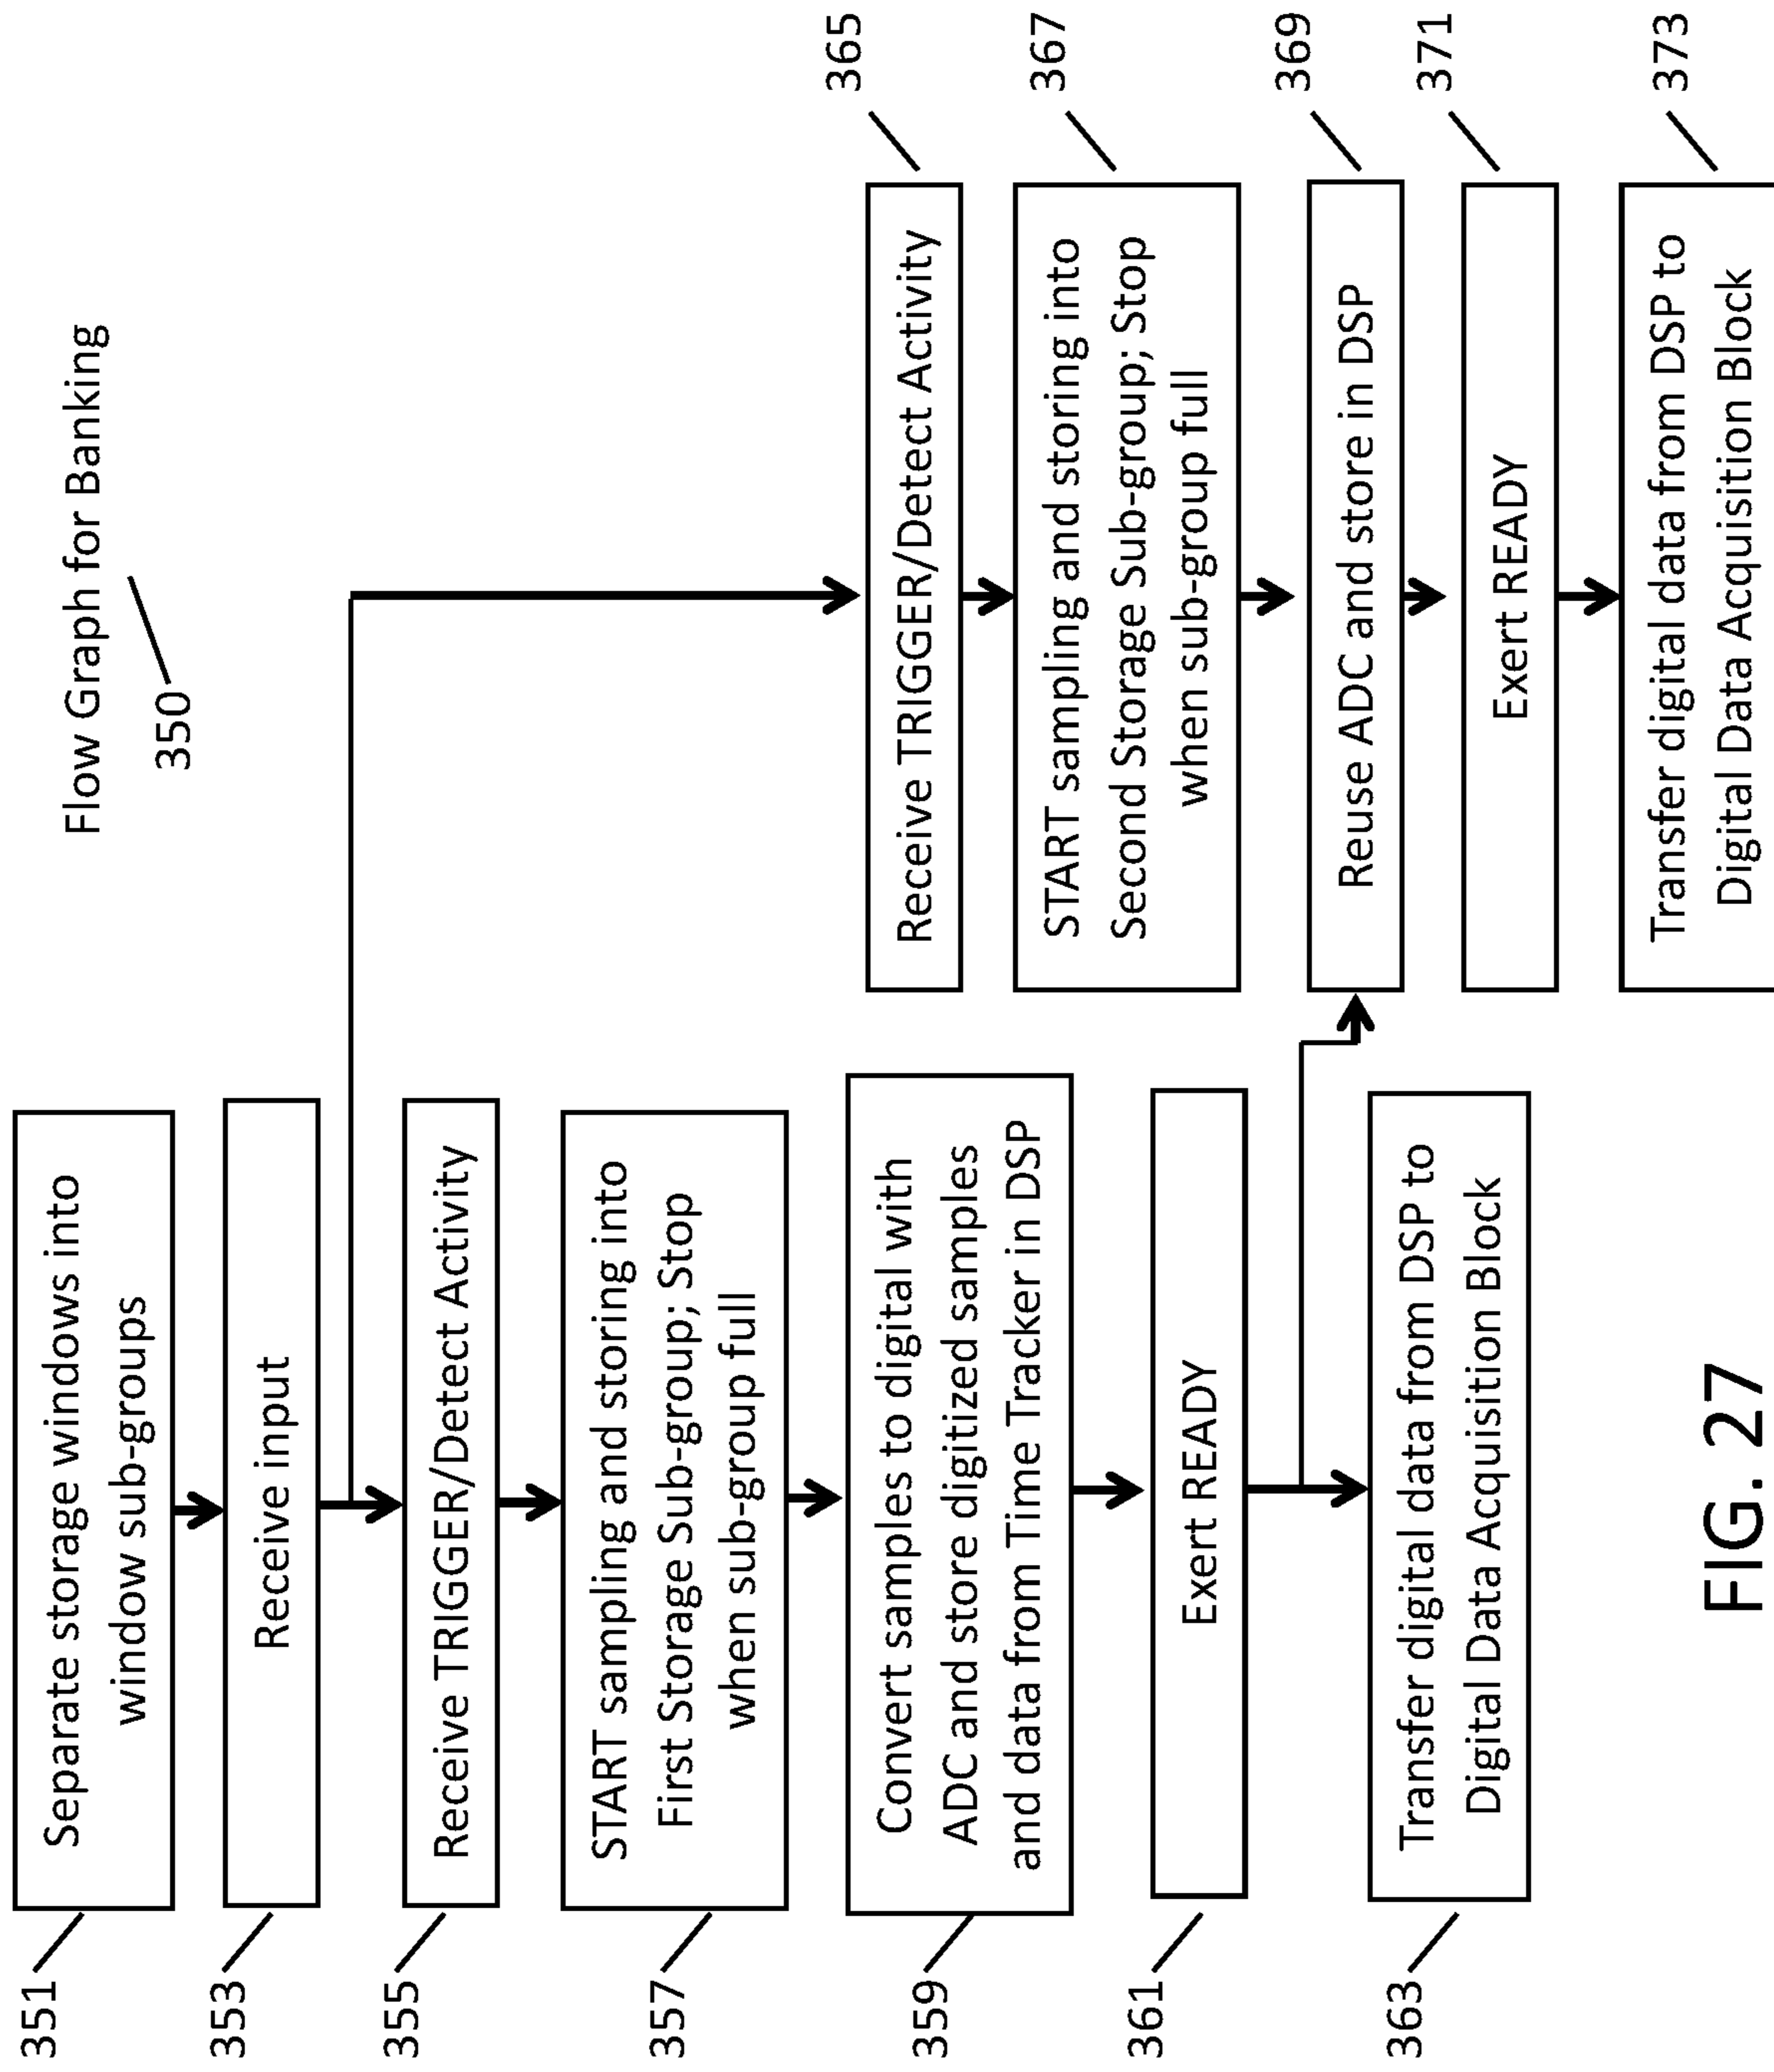 Flow Graph for Banking
350
351
Separate storage windows into
window sub-groups
353
Receive input
355
Receive TRIGGER/Detect Activity
357
START sampling and storing into
First Storage Sub-group; Stop
when sub-group full
359
Convert samples to digital with
ADC and store digitized samples
and data from Time Tracker in DSP
361
Exert READY
363
Transfer digital data from DSP to
Digital Data Acquisition Block
365
Receive TRIGGER/Detect Activity
367
START sampling and storing into
Second Storage Sub-group; Stop
when sub-group full
369
Reuse ADC and store in DSP
371
Exert READY
373
Transfer digital data from DSP to
Digital Data Acquisition Block
FIG. 27